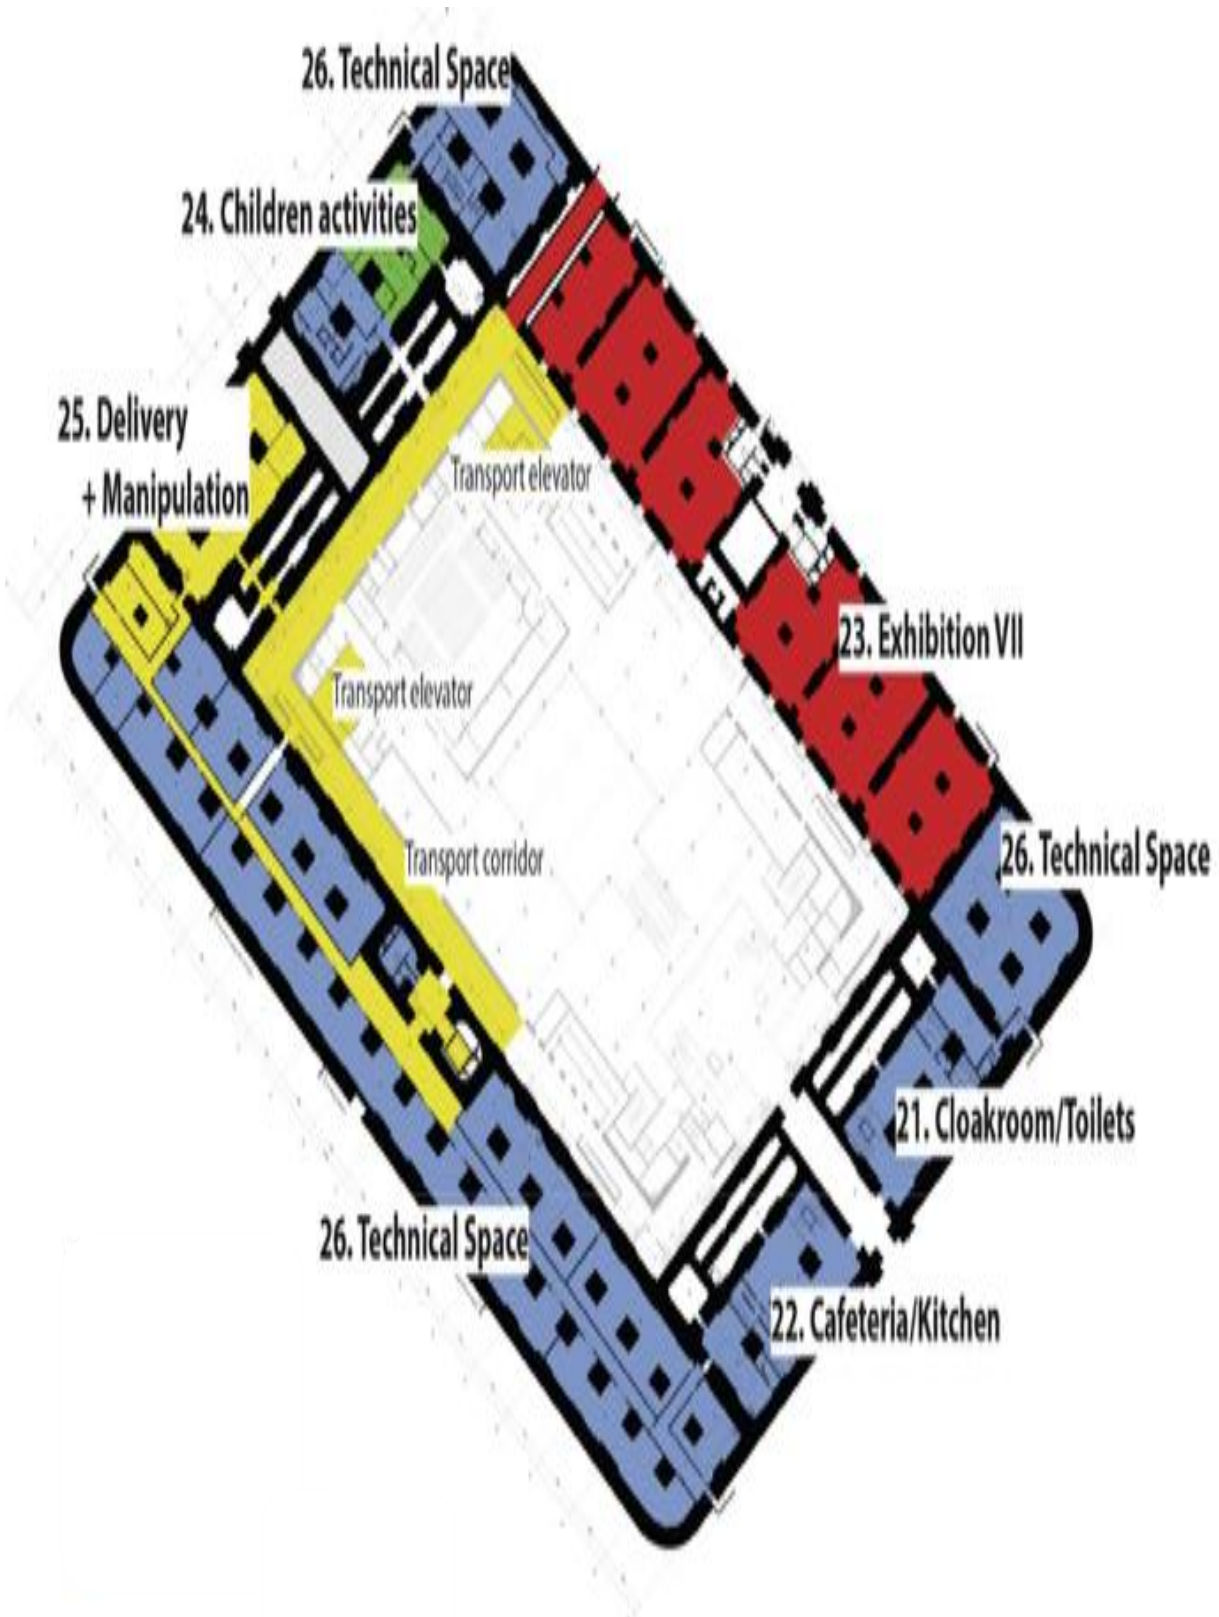 26. Technical Space
24. Children activities
25. Delivery
+ Manipulation
Transport elevator
23. Exhibition VII
Transport elevator
Transport corridor
26. Technical Space
21. Cloakroom/Toilets
26. Technical Space
22. Cafeteria/Kitchen